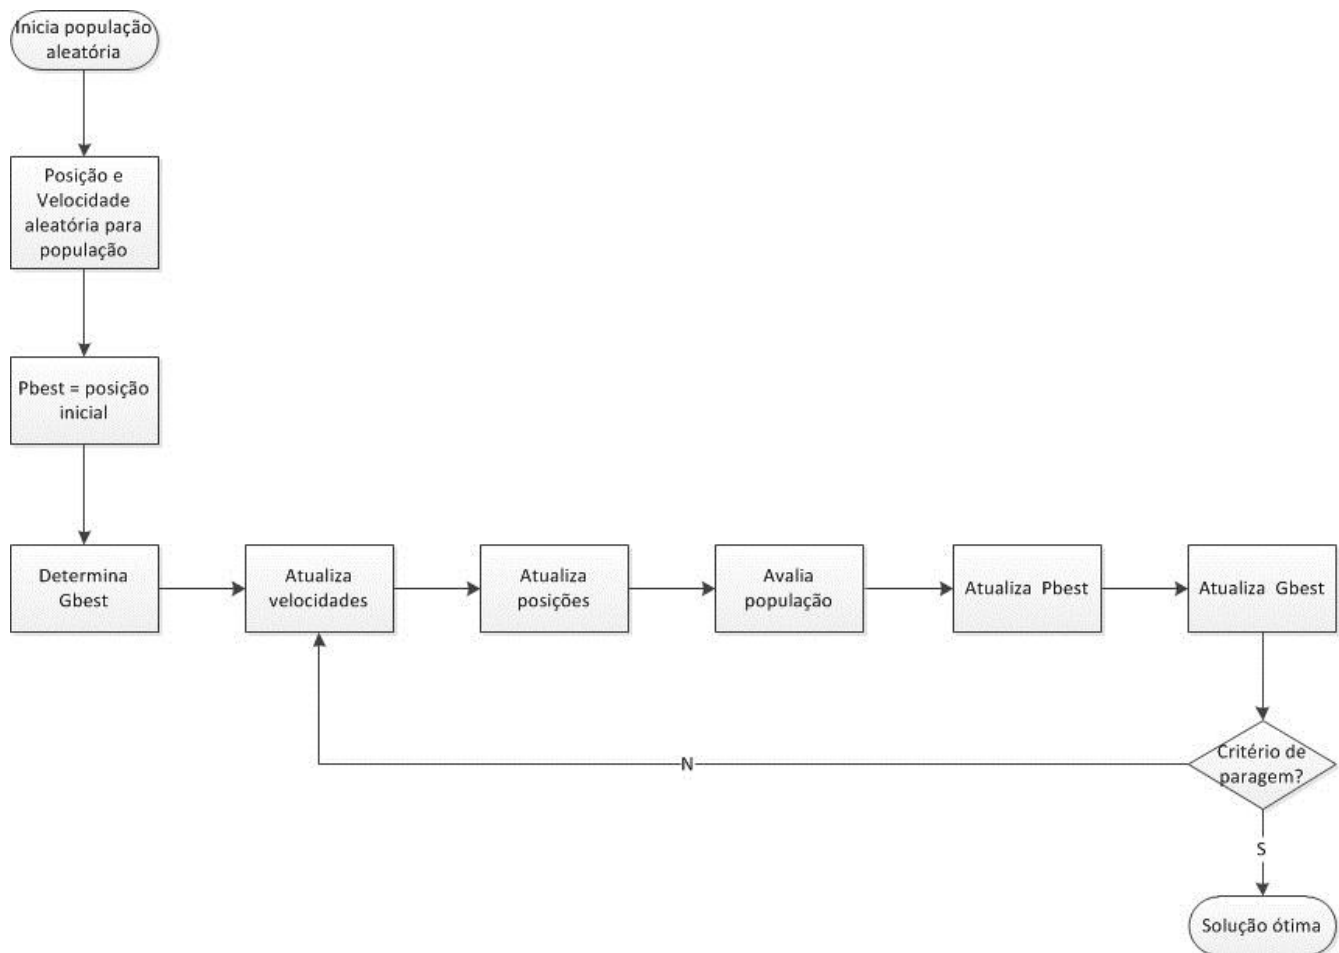 Inicia população
aleatória
Posição e
Velocidade
aleatória para
população
Pbest = posição
inicial
Determina
Gbest
Atualiza
velocidades
Atualiza
posições
Avalia
população
Atualiza Pbest
Atualiza Gbest
Critério de
paragem?
N
S
Solução ótima